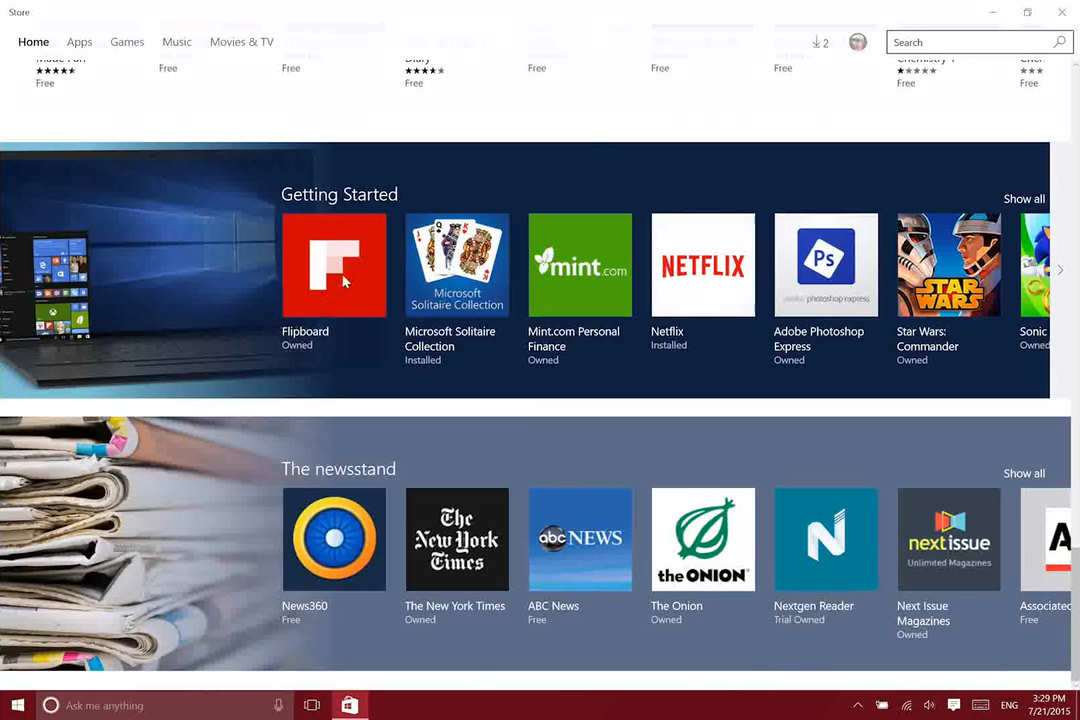 Store
Home
Apps
Games
Music
Movies & TV
2
Search
Diary
Free
Free
Free
Free
Free
Free
Free
Free
Free
Getting Started
Show all
mint.com
NETFLIX
Ps
adobe photoshop express
Microsoft
Solitaire Collection
STAR
WARS
Flipboard
Owned
Microsoft Solitaire
Collection
Installed
Mint.com Personal
Finance
Owned
Netflix
Installed
Adobe Photoshop
Express
Owned
Star Wars:
Commander
Owned
Sonic
Owned
The newsstand
Show all
The
New York
Times
abc NEWS
the ONION
N
next issue
Unlimited Magazines
A
News360
Free
The New York Times
Owned
ABC News
Free
The Onion
Owned
Nextgen Reader
Trial Owned
Next Issue
Magazines
Owned
Associated
Free
Ask me anything
ENG
3:29 PM
7/21/2015